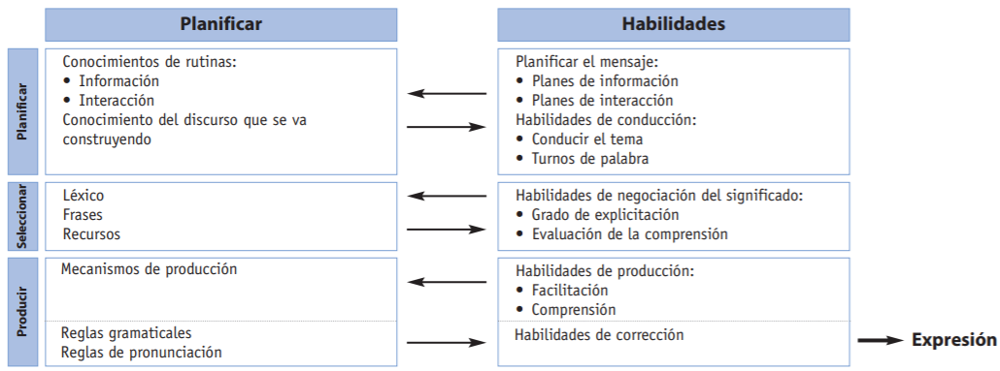 Planificar
Habilidades
Planificar
Conocimientos de rutinas:
• Información
• Interacción
Conocimiento del discurso que se va
construyendo
Planificar el mensaje:
• Planes de información
• Planes de interacción
Habilidades de conducción:
• Conducir el tema
• Turnos de palabra
Seleccionar
Léxico
Frases
Recursos
Habilidades de negociación del significado:
• Grado de explicitación
• Evaluación de la comprensión
Producir
Mecanismos de producción
Habilidades de producción:
• Facilitación
• Comprensión
Reglas gramaticales
Reglas de pronunciación
Habilidades de corrección
Expresión